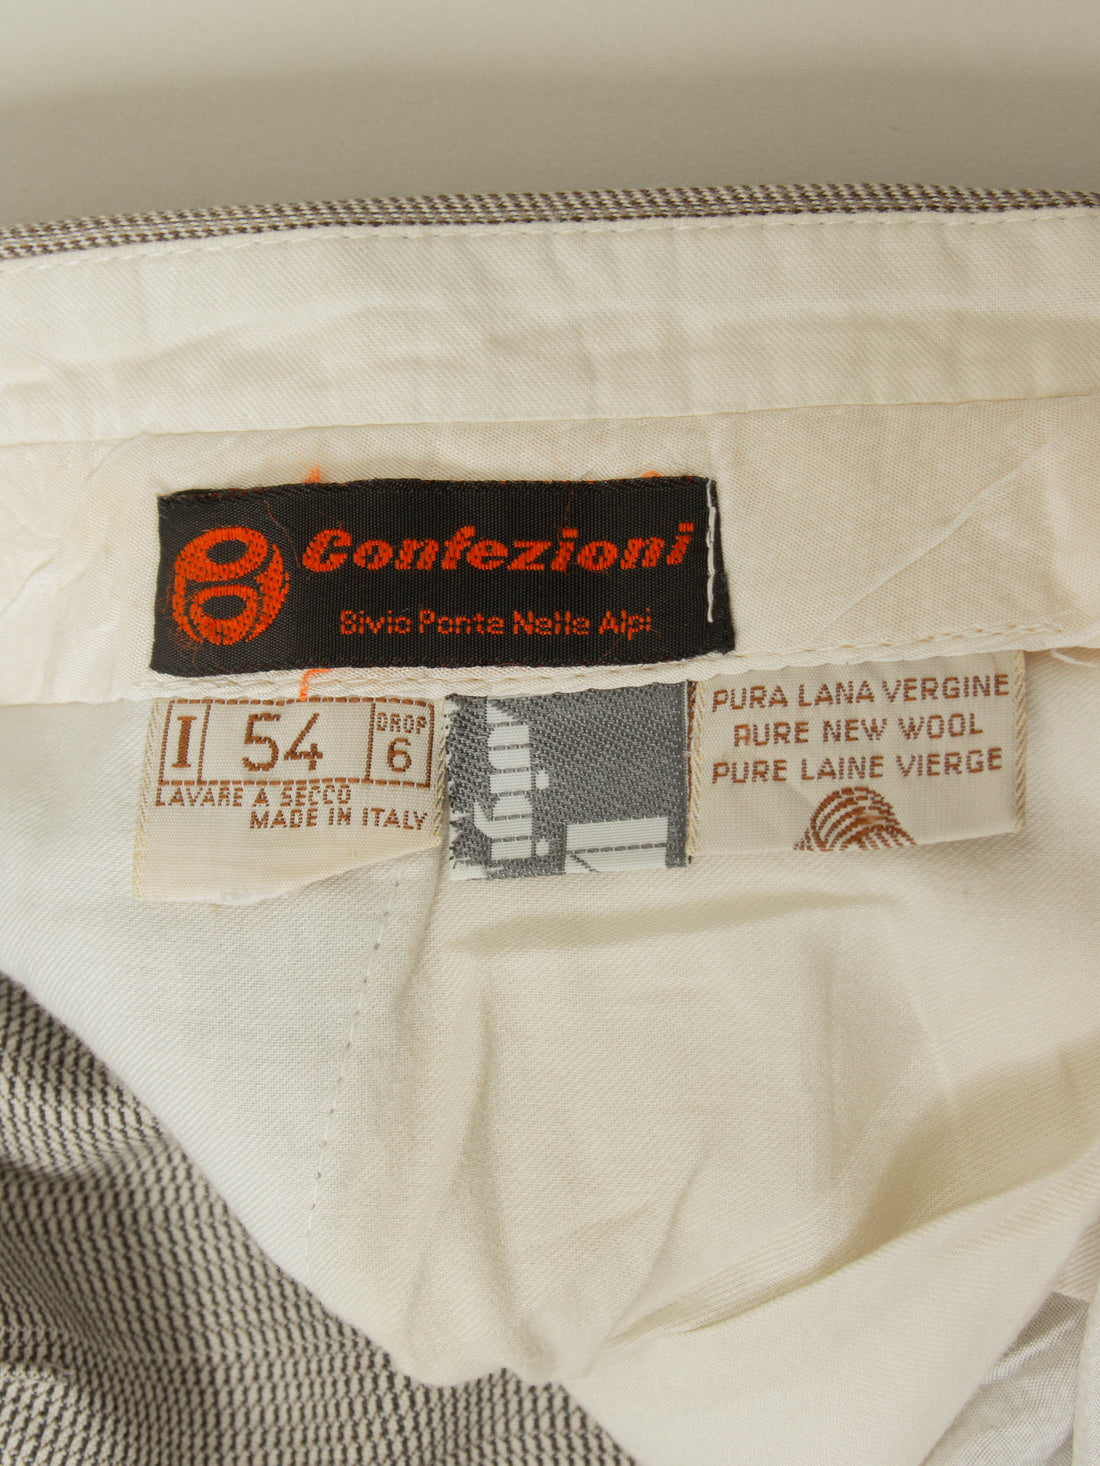 Confezioni
Bivio Ponte Nelle Alpi
I 54 DROP 6
LAVARE A SECCO
MADE IN ITALY
PURA LANA VERGINE
PURE NEW WOOL
PURE LAINE VIERGE